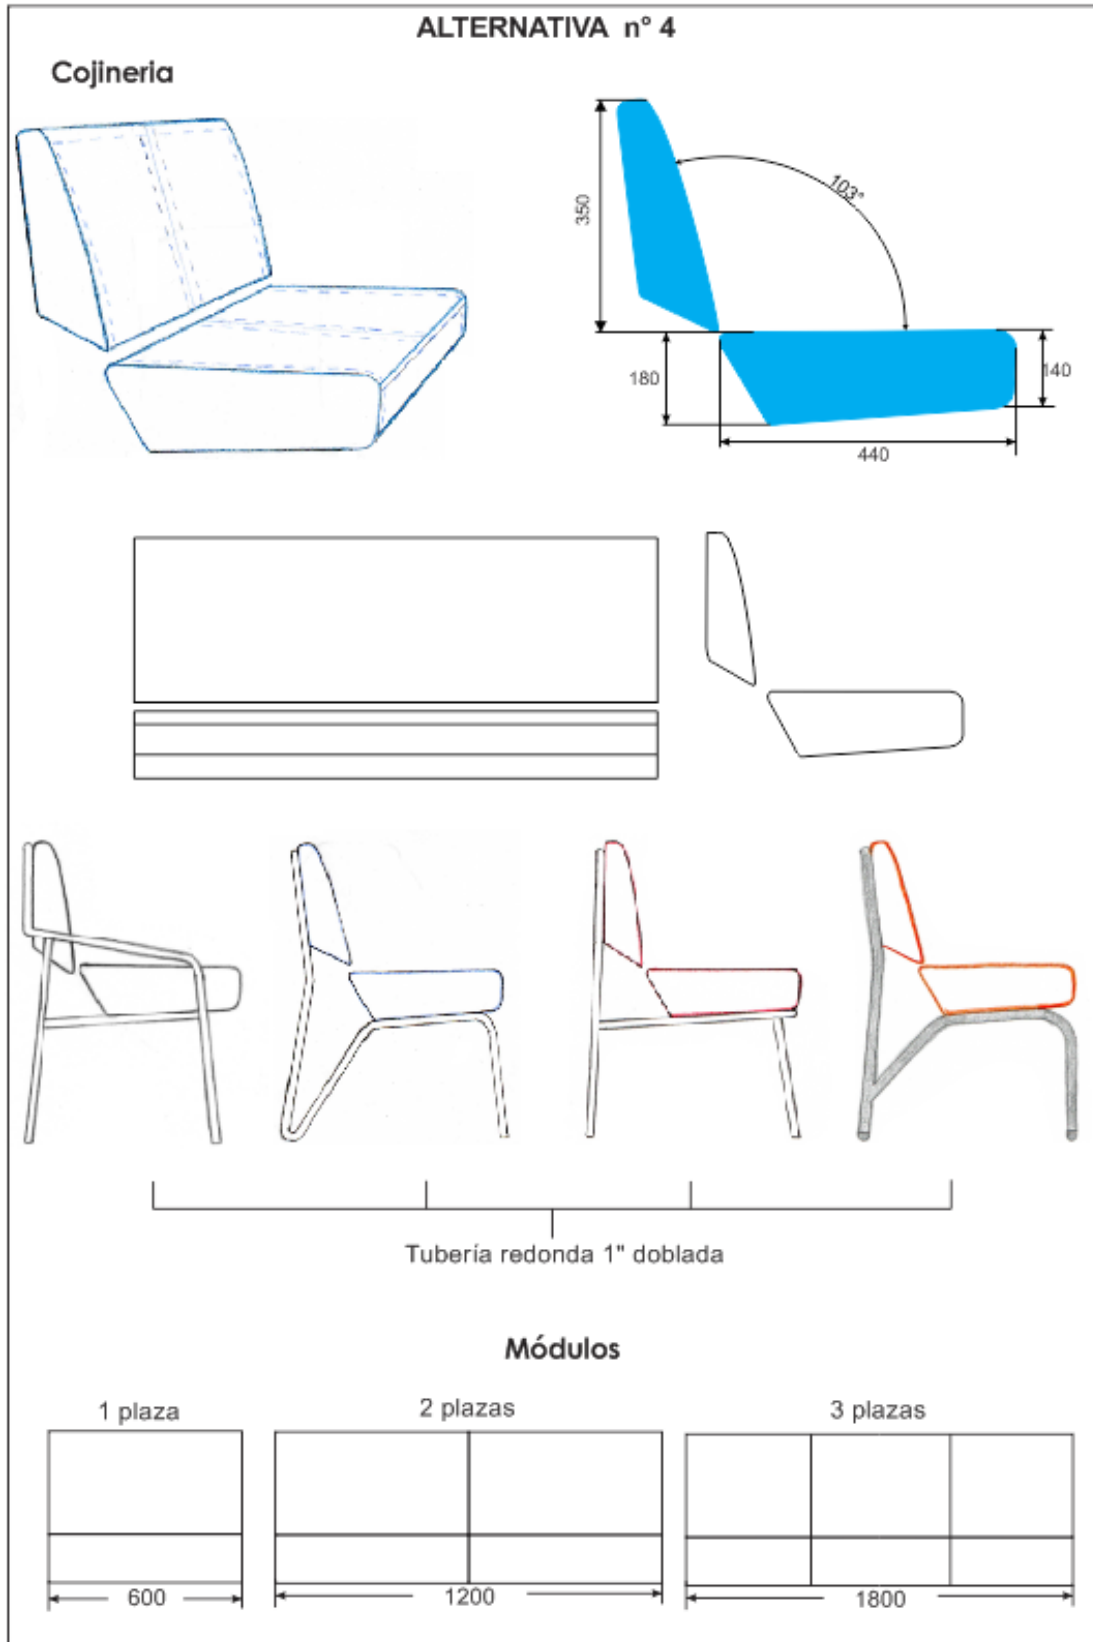 ALTERNATIVA n° 4
Cojineria
103°
350
180
140
440
Tubería redonda 1" doblada
Módulos
1 plaza
2 plazas
3 plazas
600
1200
1800